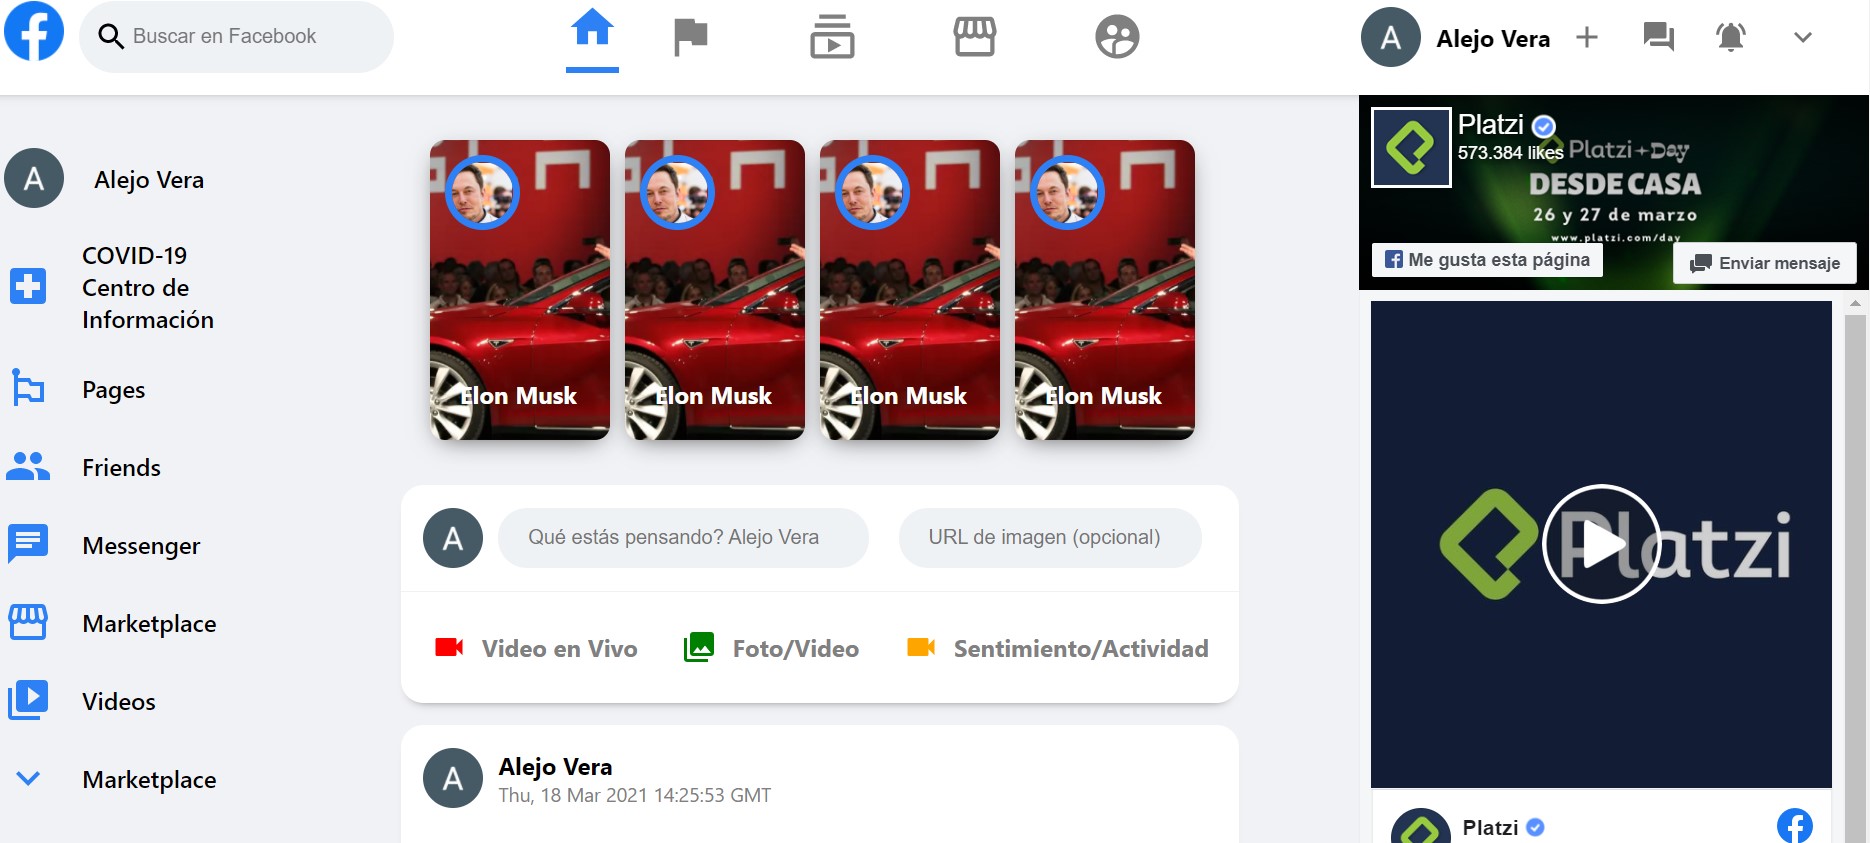 Buscar en Facebook
A
Alejo Vera
A
Alejo Vera
COVID-19
Centro de
Información
Pages
Friends
Messenger
Marketplace
Videos
Marketplace
Elon Musk
Elon Musk
Elon Musk
Elon Musk
A
Qué estás pensando? Alejo Vera
URL de imagen (opcional)
Video en Vivo
Foto/Video
Sentimiento/Actividad
A
Alejo Vera
Thu, 18 Mar 2021 14:25:53 GMT
Platzi
573.384 likes
Platzi+Day
DESDE CASA
26 y 27 de marzo
www.platzi.com/day
Me gusta esta página
Enviar mensaje
Platzi
Platzi